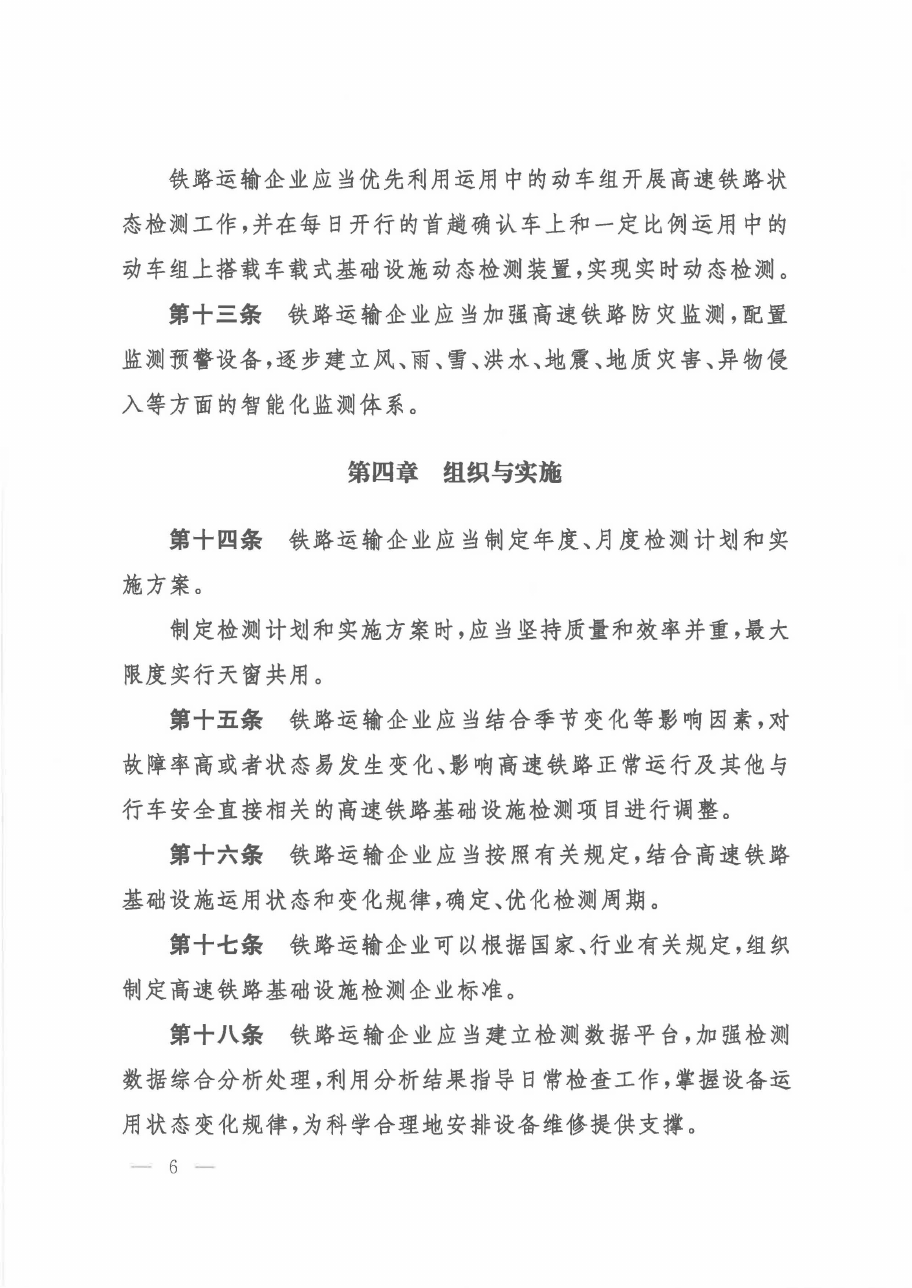 铁路运输企业应当优先利用运用中的动车组开展高速铁路状
态检测工作,并在每日开行的首趟确认车上和一定比例运用中的
动车组上搭载车载式基础设施动态检测装置,实现实时动态检测。
第十三条 铁路运输企业应当加强高速铁路防灾监测,配置
监测预警设备,逐步建立风、雨、雪、洪水、地震、地质灾害、异物侵
入等方面的智能化监测体系。
第四章 组织与实施
第十四条 铁路运输企业应当制定年度、月度检测计划和实
施方案。
制定检测计划和实施方案时,应当坚持质量和效率并重,最大
限度实行天窗共用。
第十五条 铁路运输企业应当结合季节变化等影响因素,对
故障率高或者状态易发生变化、影响高速铁路正常运行及其他与
行车安全直接相关的高速铁路基础设施检测项目进行调整。
第十六条 铁路运输企业应当按照有关规定,结合高速铁路
基础设施运用状态和变化规律,确定、优化检测周期。
第十七条 铁路运输企业可以根据国家、行业有关规定,组织
制定高速铁路基础设施检测企业标准。
第十八条 铁路运输企业应当建立检测数据平台,加强检测
数据综合分析处理,利用分析结果指导日常检查工作,掌握设备运
用状态变化规律,为科学合理地安排设备维修提供支撑。
— 6 —